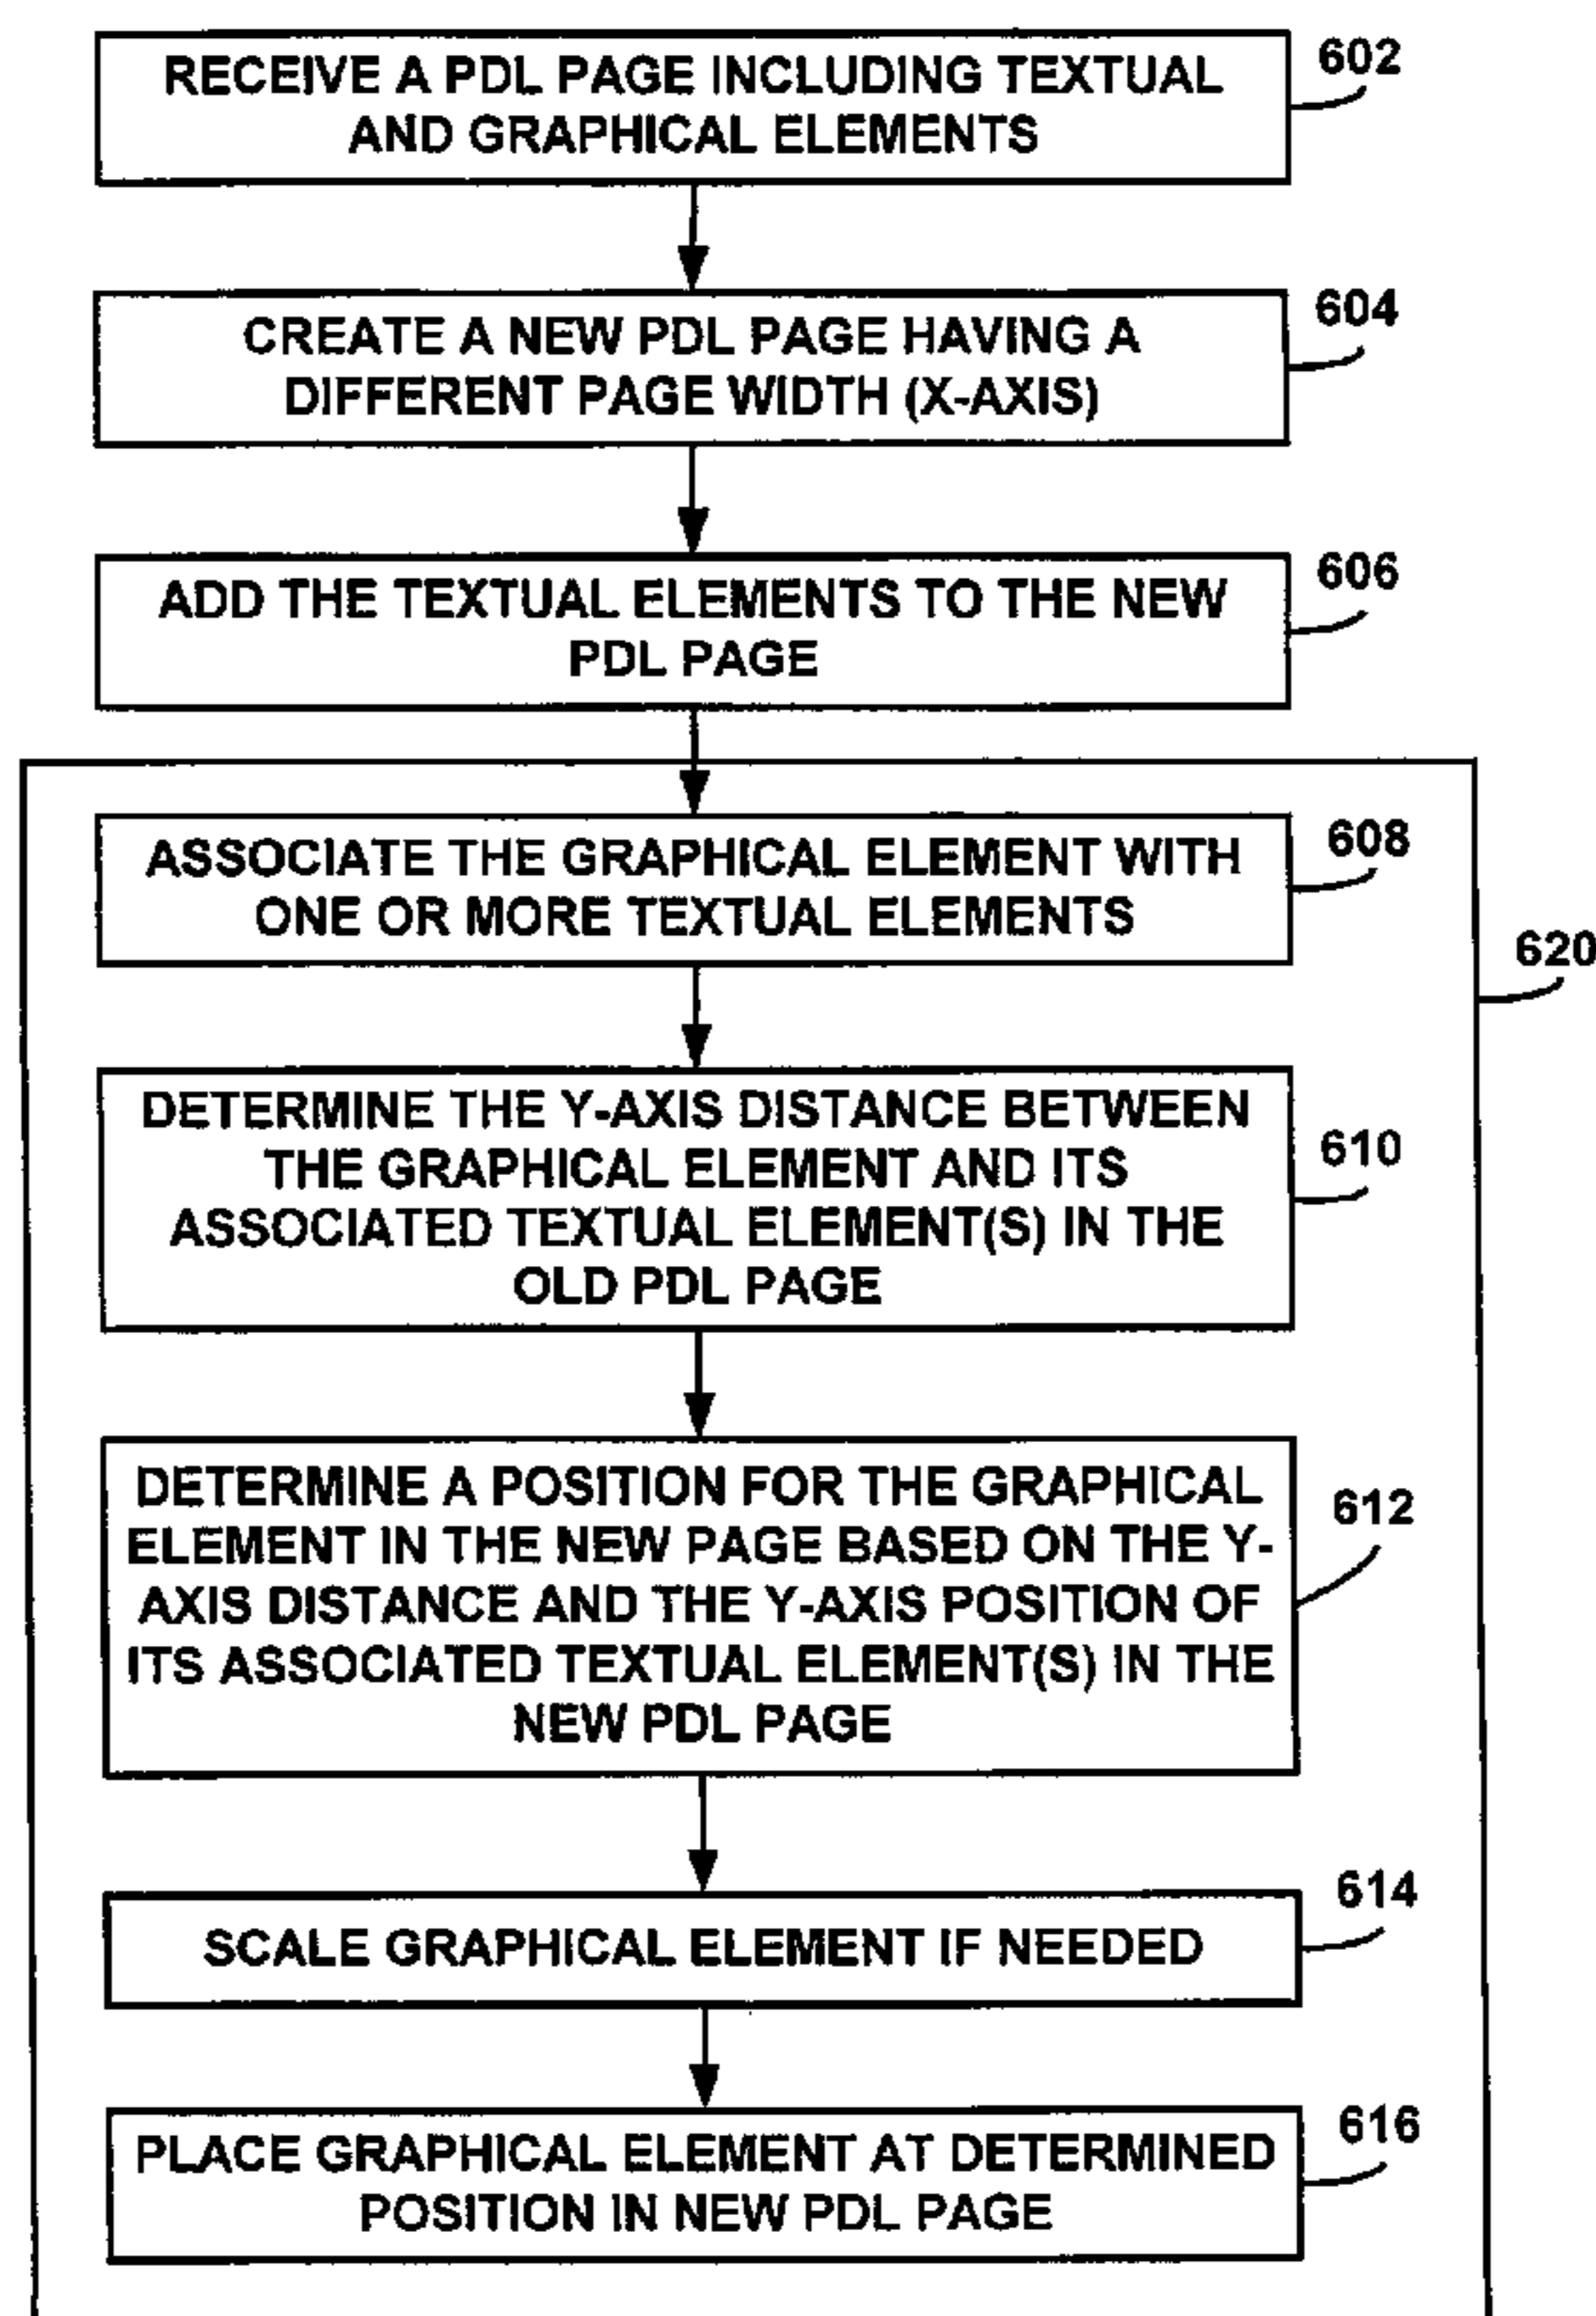 RECEIVE A PDL PAGE INCLUDING TEXTUAL
AND GRAPHICAL ELEMENTS
602
CREATE A NEW PDL PAGE HAVING A
DIFFERENT PAGE WIDTH (X-AXIS)
604
ADD THE TEXTUAL ELEMENTS TO THE NEW
PDL PAGE
606
ASSOCIATE THE GRAPHICAL ELEMENT WITH
ONE OR MORE TEXTUAL ELEMENTS
608
620
DETERMINE THE Y-AXIS DISTANCE BETWEEN
THE GRAPHICAL ELEMENT AND ITS
ASSOCIATED TEXTUAL ELEMENT(S) IN THE
OLD PDL PAGE
610
DETERMINE A POSITION FOR THE GRAPHICAL
ELEMENT IN THE NEW PAGE BASED ON THE Y-
AXIS DISTANCE AND THE Y-AXIS POSITION OF
ITS ASSOCIATED TEXTUAL ELEMENT(S) IN THE
NEW PDL PAGE
612
SCALE GRAPHICAL ELEMENT IF NEEDED
614
PLACE GRAPHICAL ELEMENT AT DETERMINED
POSITION IN NEW PDL PAGE
616